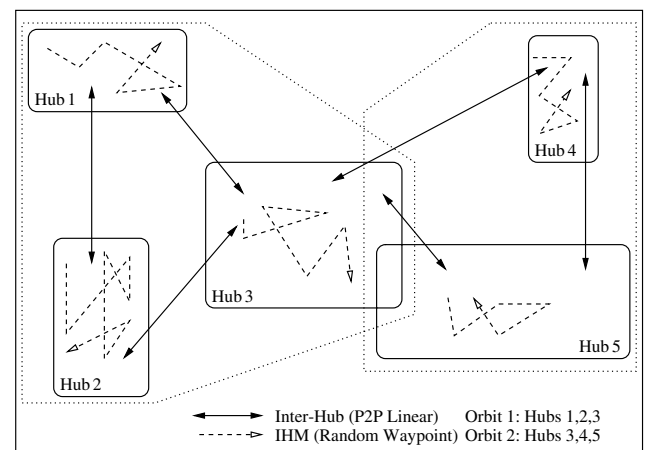 Hub 1
Hub 4
Hub 3
Hub 5
Hub 2
Inter-Hub (P2P Linear) Orbit 1: Hubs 1,2,3
IHM (Random Waypoint) Orbit 2: Hubs 3,4,5